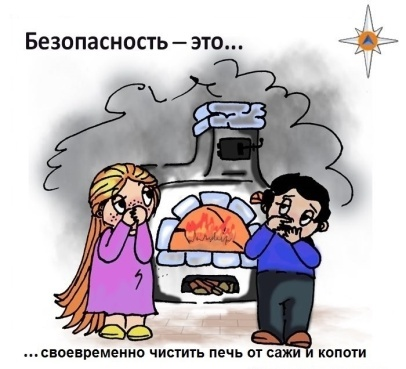 Безопасность – это...
...своевременно чистить печь от сажи и копоти